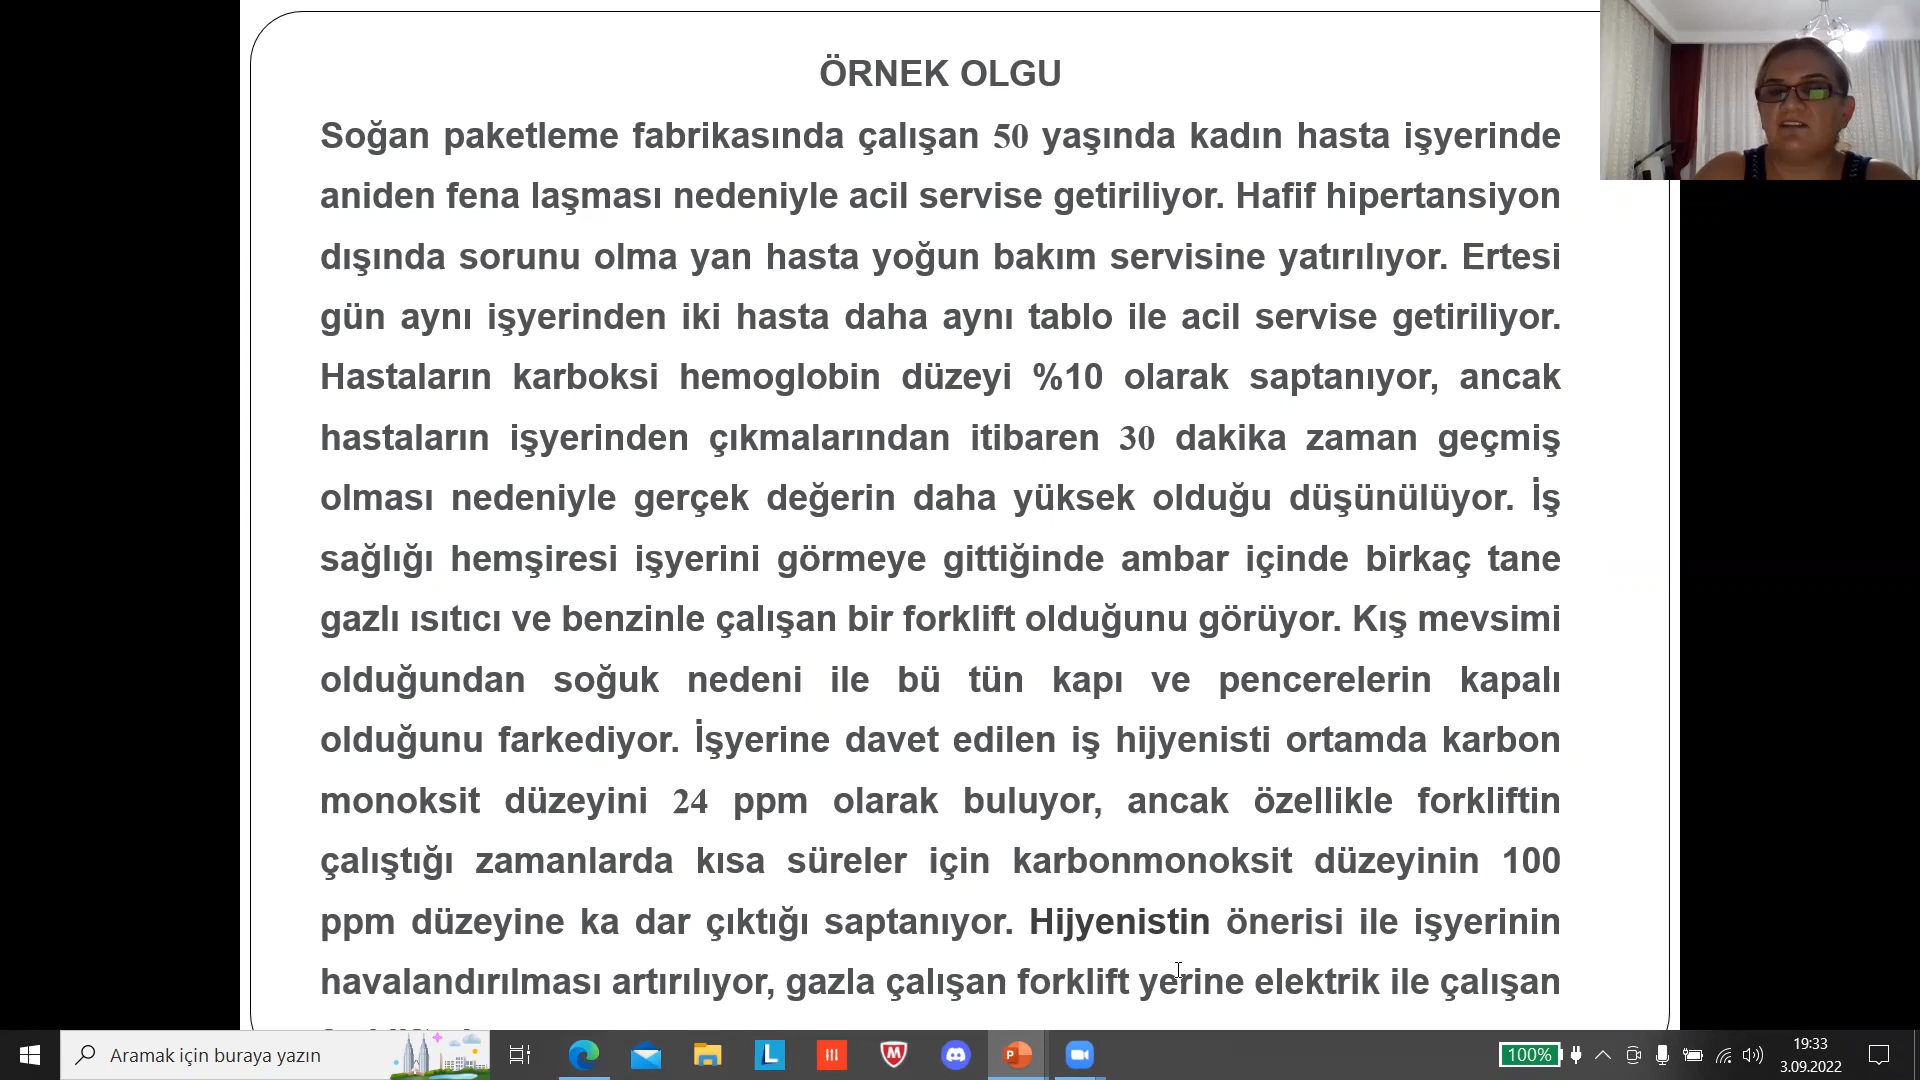 ÖRNEK OLGU
Soğan paketleme fabrikasında çalışan 50 yaşında kadın hasta işyerinde
aniden fena laşması nedeniyle acil servise getiriliyor. Hafif hipertansiyon
dışında sorunu olma yan hasta yoğun bakım servisine yatırılıyor. Ertesi
gün aynı işyerinden iki hasta daha aynı tablo ile acil servise getiriliyor.
Hastaların karboksi hemoglobin düzeyi %10 olarak saptanıyor, ancak
hastaların işyerinden çıkmalarından itibaren 30 dakika zaman geçmiş
olması nedeniyle gerçek değerin daha yüksek olduğu düşünülüyor. İş
sağlığı hemşiresi işyerini görmeye gittiğinde ambar içinde birkaç tane
gazlı ısıtıcı ve benzinle çalışan bir forklift olduğunu görüyor. Kış mevsimi
olduğundan soğuk nedeni ile bü tün kapı ve pencerelerin kapalı
olduğunu farkediyor. İşyerine davet edilen iş hijyenisti ortamda karbon
monoksit düzeyini 24 ppm olarak buluyor, ancak özellikle forkliftin
çalıştığı zamanlarda kısa süreler için karbonmonoksit düzeyinin 100
ppm düzeyine ka dar çıktığı saptanıyor. Hijyenistin önerisi ile işyerinin
havalandırılması artırılıyor, gazla çalışan forklift yerine elektrik ile çalışan
Aramak için buraya yazın
L
P
100%
19:33
3.09.2022